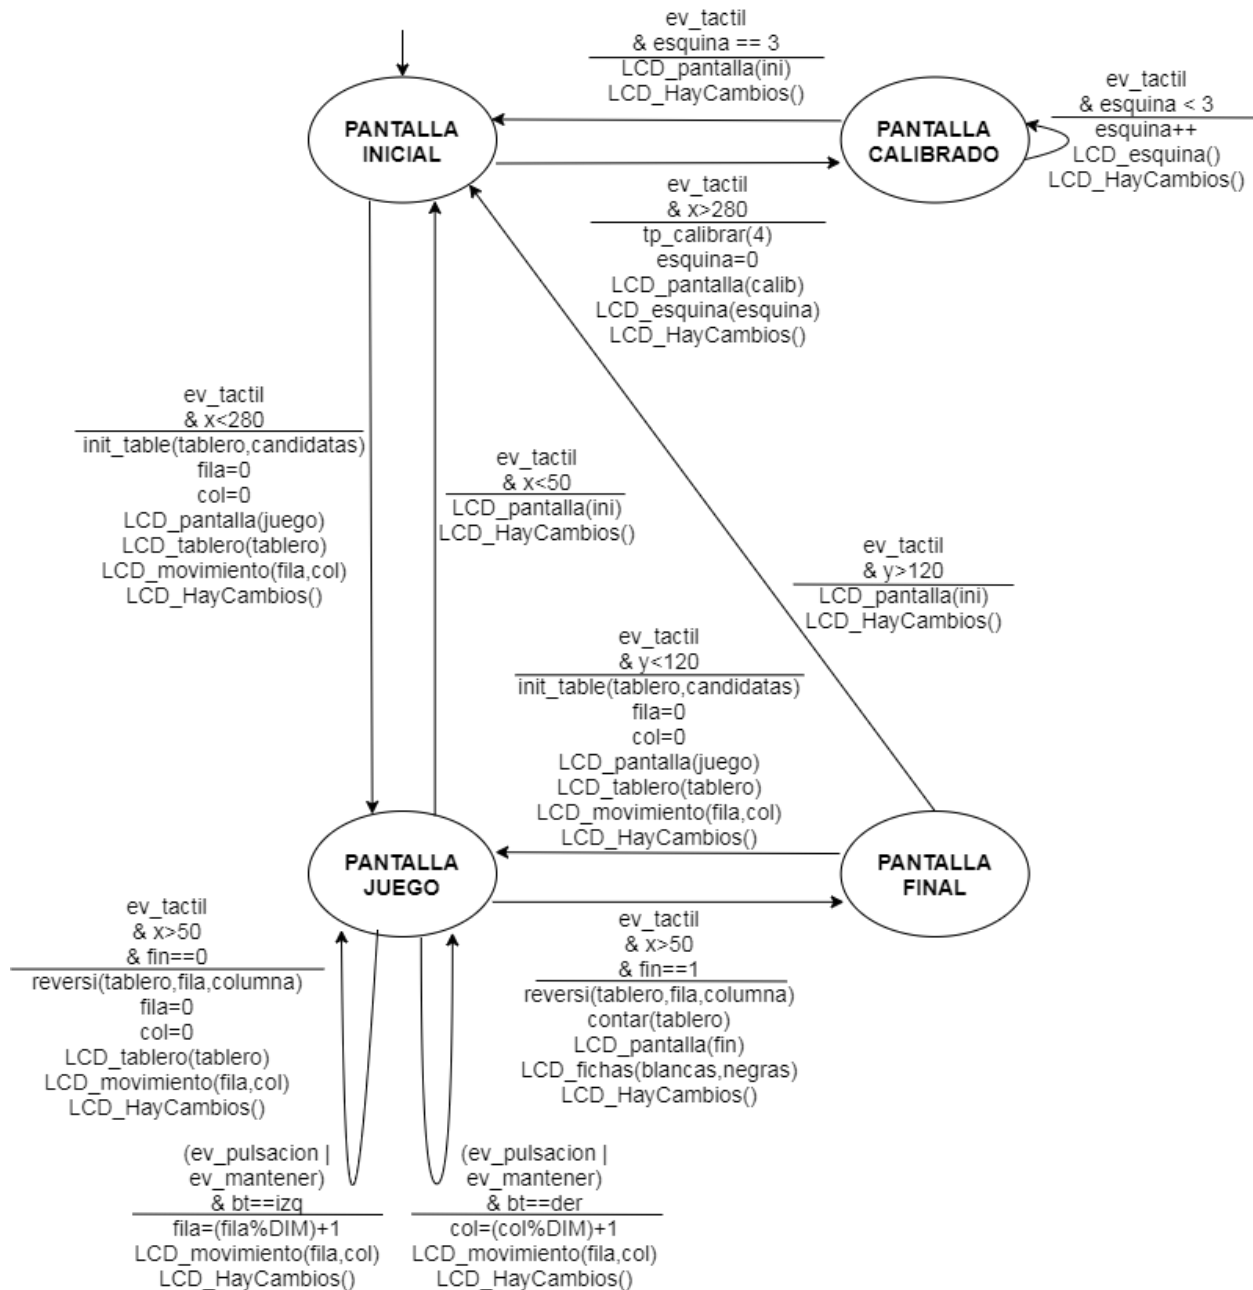 ev_tactil
& esquina == 3
LCD_pantalla(ini)
LCD_HayCambios()
PANTALLA
INICIAL
PANTALLA
CALIBRADO
ev_tactil
& esquina < 3
esquina++
LCD_esquina()
LCD_HayCambios()
ev_tactil
& x>280
tp_calibrar(4)
esquina=0
LCD_pantalla(calib)
LCD_esquina(esquina)
LCD_HayCambios()
ev_tactil
& x<280
init_table(tablero,candidatas)
fila=0
col=0
LCD_pantalla(juego)
LCD_tablero(tablero)
LCD_movimiento(fila,col)
LCD_HayCambios()
ev_tactil
& x<50
LCD_pantalla(ini)
LCD_HayCambios()
ev_tactil
& y>120
LCD_pantalla(ini)
LCD_HayCambios()
ev_tactil
& y<120
init_table(tablero,candidatas)
fila=0
col=0
LCD_pantalla(juego)
LCD_tablero(tablero)
LCD_movimiento(fila,col)
LCD_HayCambios()
PANTALLA
JUEGO
PANTALLA
FINAL
ev_tactil
& x>50
& fin==0
reversi(tablero,fila,columna)
fila=0
col=0
LCD_tablero(tablero)
LCD_movimiento(fila,col)
LCD_HayCambios()
ev_tactil
& x>50
& fin==1
reversi(tablero,fila,columna)
contar(tablero)
LCD_pantalla(fin)
LCD_fichas(blancas,negras)
LCD_HayCambios()
(ev_pulsacion |
ev_mantener)
& bt==izq
fila=(fila%DIM)+1
LCD_movimiento(fila,col)
LCD_HayCambios()
(ev_pulsacion |
ev_mantener)
& bt==der
col=(col%DIM)+1
LCD_movimiento(fila,col)
LCD_HayCambios()